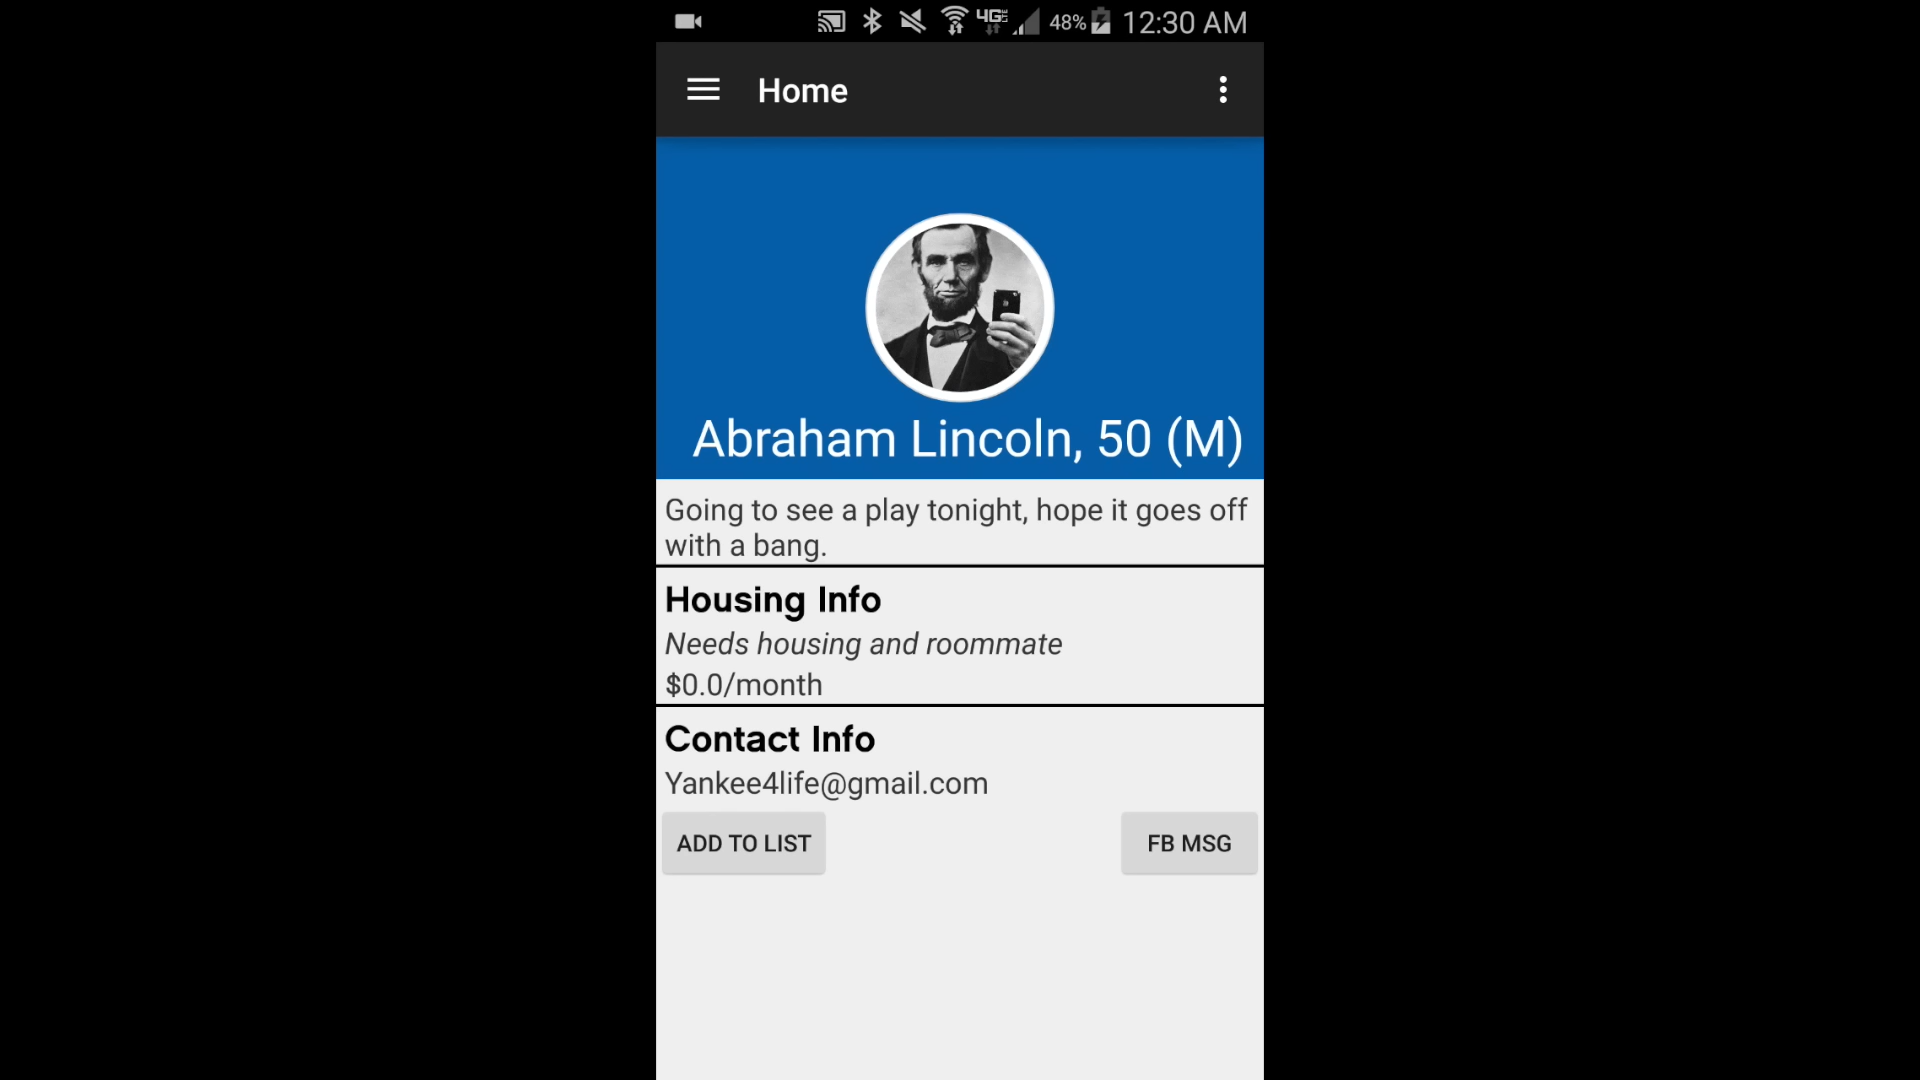 4G LTE 48% 12:30 AM
Home
Abraham Lincoln, 50 (M)
Going to see a play tonight, hope it goes off
with a bang.
Housing Info
Needs housing and roommate
$0.0/month
Contact Info
Yankee4life@gmail.com
ADD TO LIST FB MSG